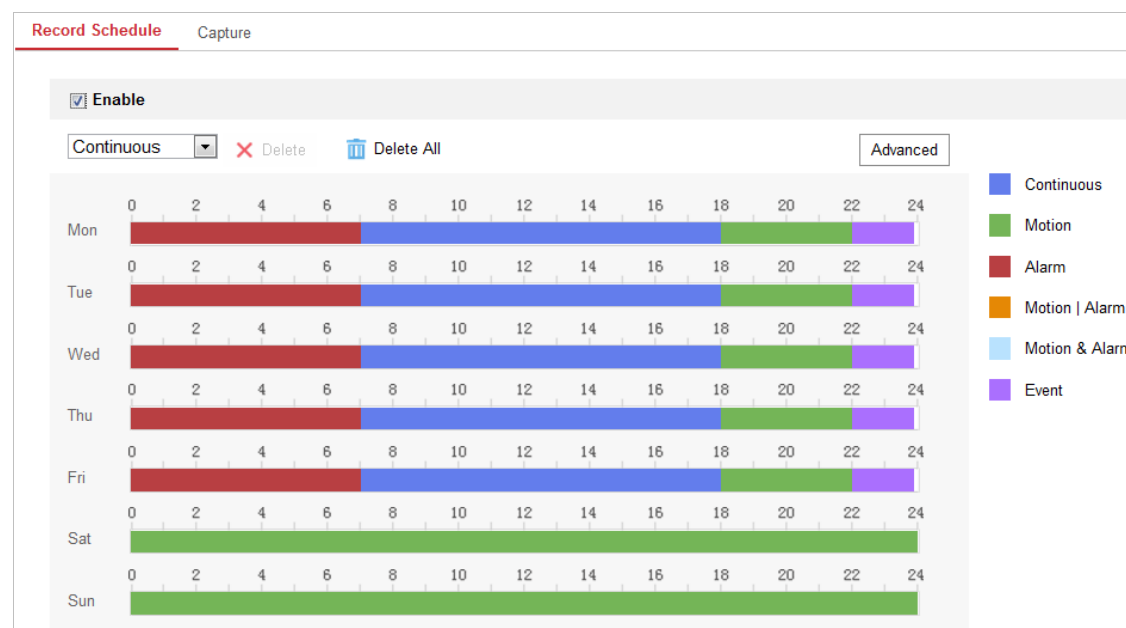 Record Schedule Capture
Enable
Continuous Delete Delete All Advanced
Continuous
Motion
Alarm
Motion | Alarm
Motion & Alarm
Event
0 2 4 6 8 10 12 14 16 18 20 22 24
Mon
0 2 4 6 8 10 12 14 16 18 20 22 24
Tue
0 2 4 6 8 10 12 14 16 18 20 22 24
Wed
0 2 4 6 8 10 12 14 16 18 20 22 24
Thu
0 2 4 6 8 10 12 14 16 18 20 22 24
Fri
0 2 4 6 8 10 12 14 16 18 20 22 24
Sat
0 2 4 6 8 10 12 14 16 18 20 22 24
Sun